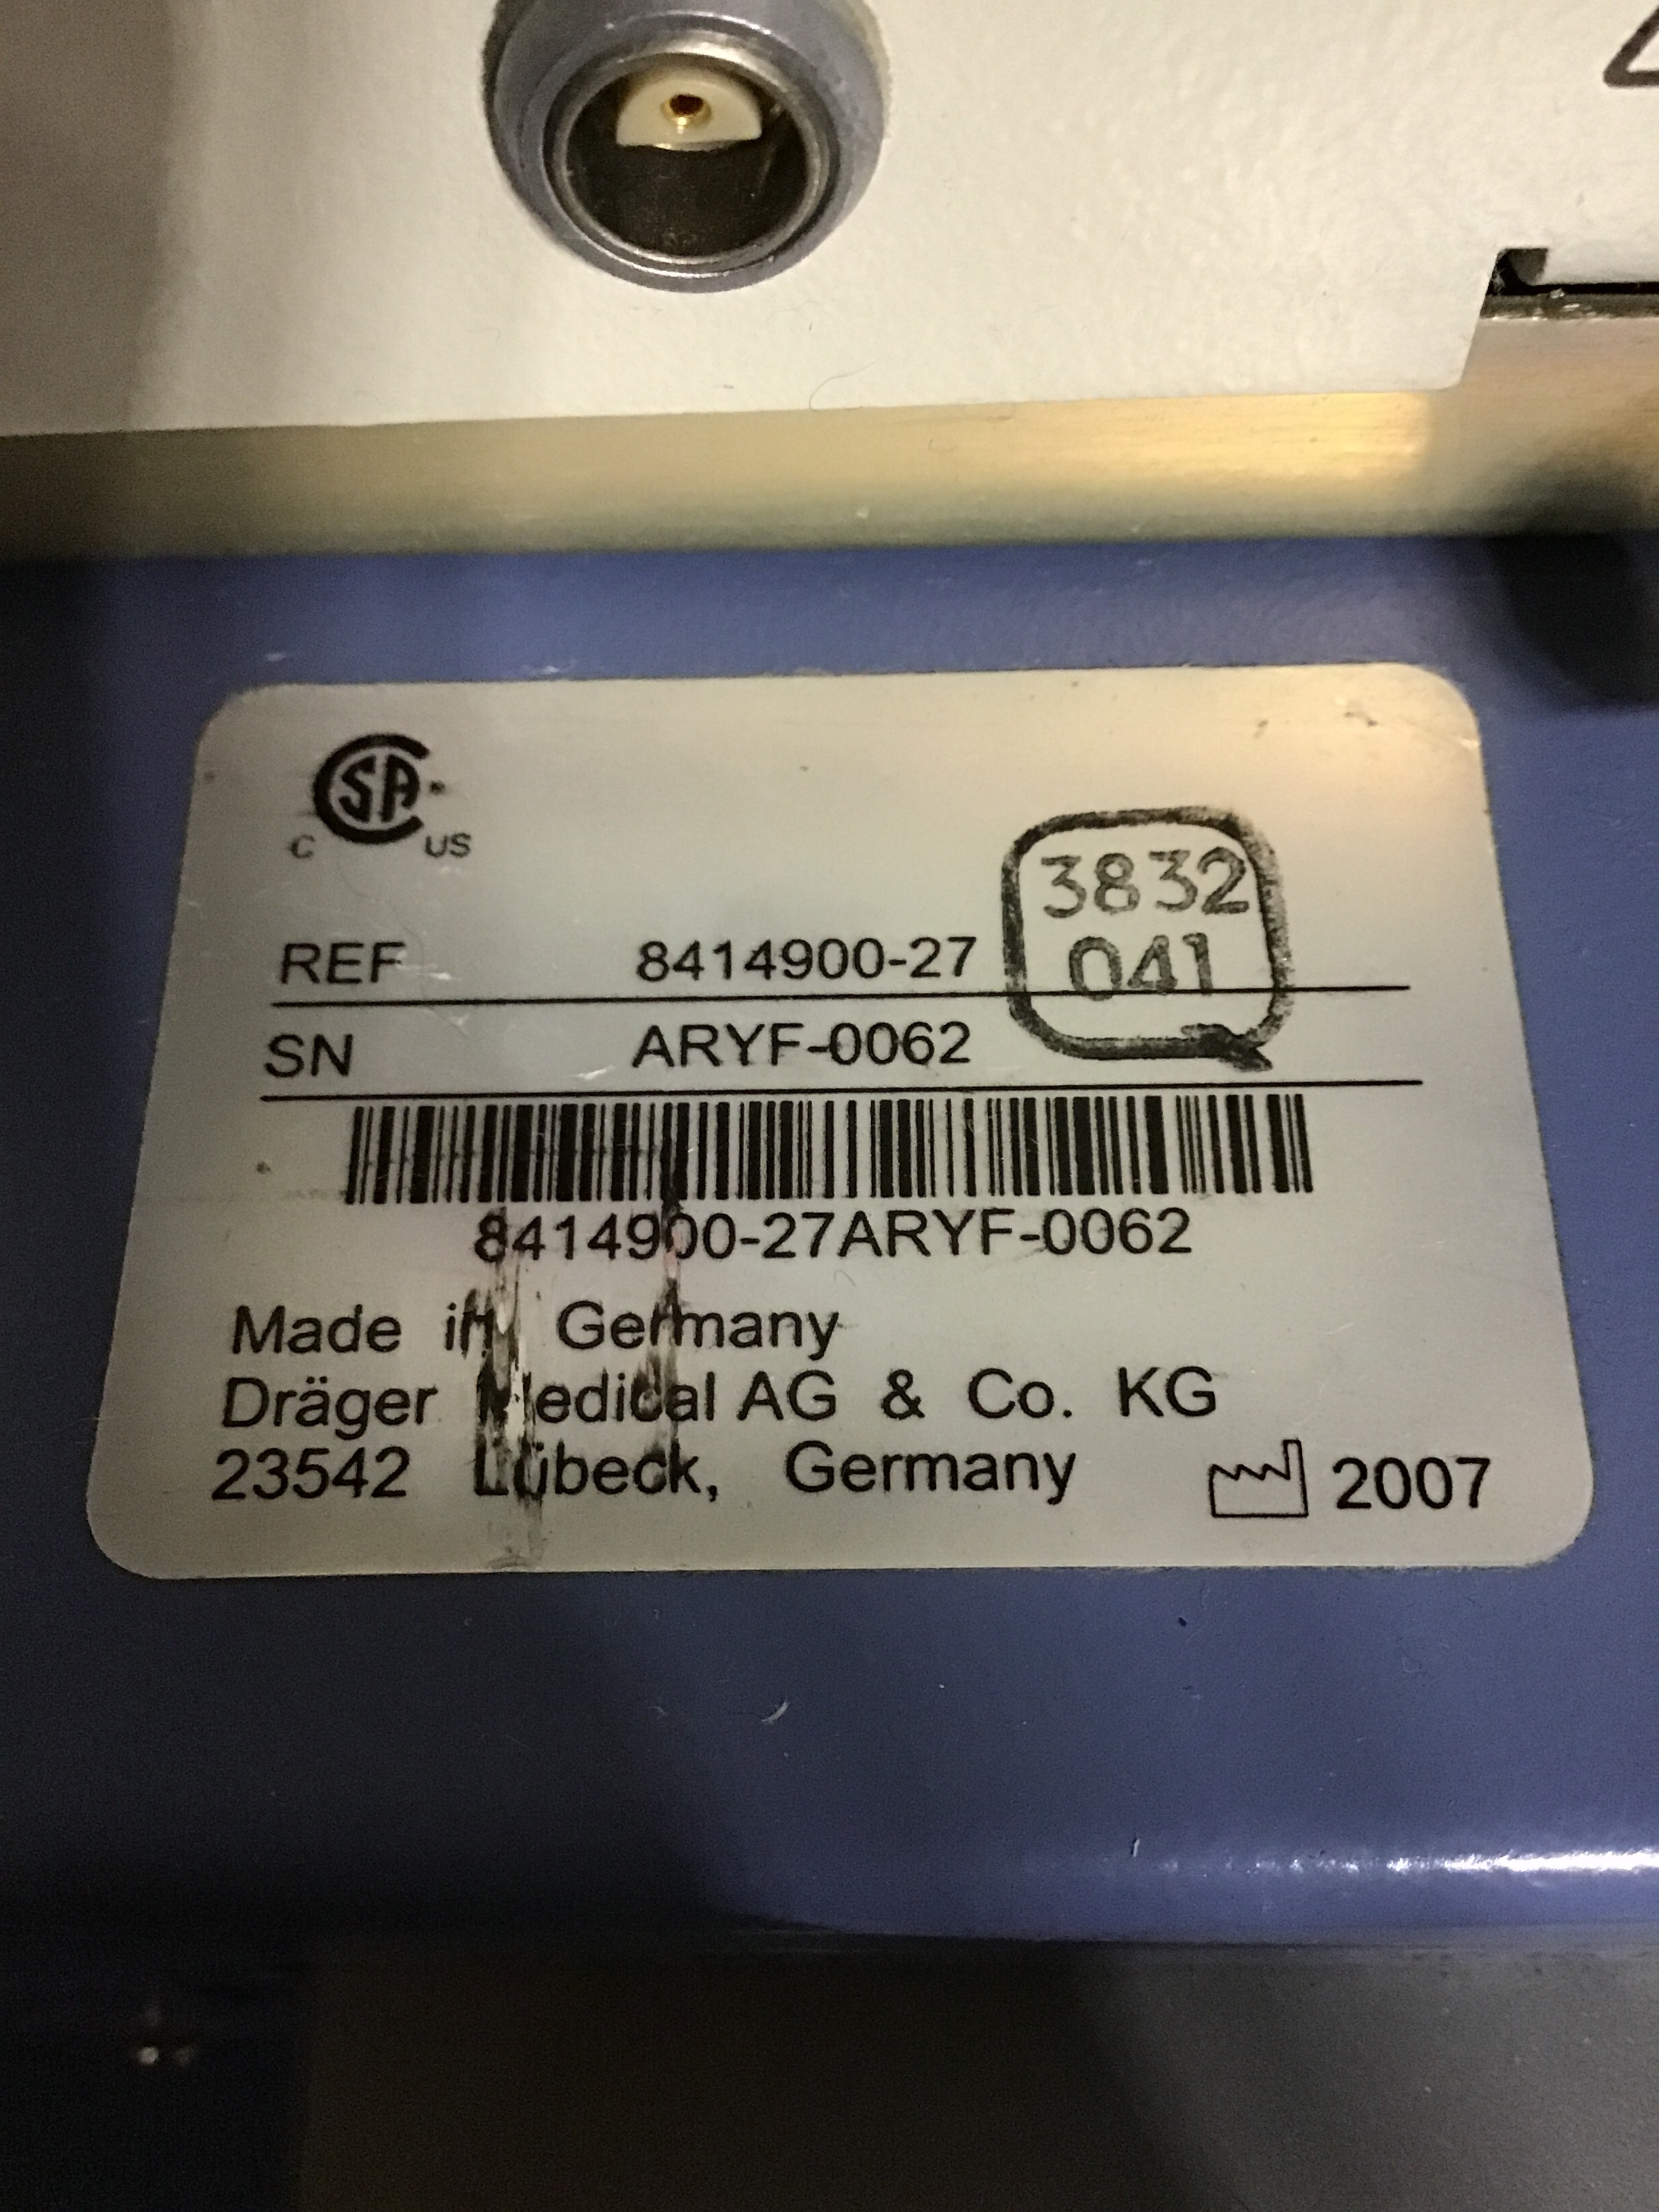 CSA
C US
3832
041
REF 8414900-27
SN ARYF-0062
8414900-27ARYF-0062
Made in Germany
Dräger Medical AG & Co. KG
23542 Lübeck, Germany 2007